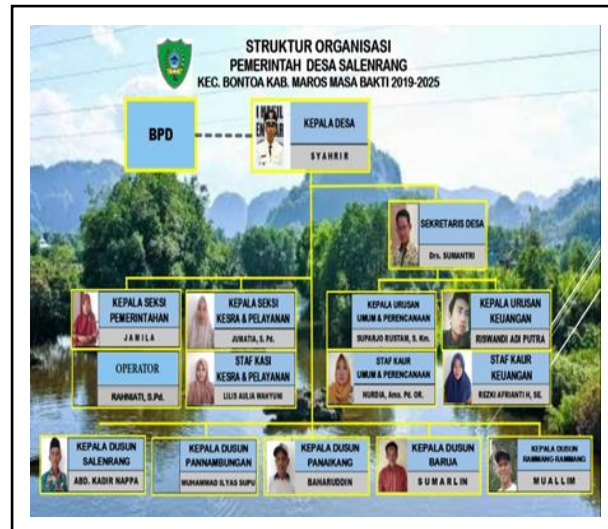 STRUKTUR ORGANISASI
PEMERINTAH DESA SALENRANG
KEC. BONTOA KAB. MAROS MASA BAKTI 2019-2025
BPD
KEPALA DESA
SYAHRIR
SEKRETARIS DESA
Drs. SUMANTRI
KEPALA SEKSI
PEMERINTAHAN
JAMILA
KEPALA SEKSI
KESRA & PELAYANAN
JUMATIA, S. Pd.
KEPALA URUSAN
UMUM & PERENCANAAN
SUPARJO RUSTAM, S. Km.
KEPALA URUSAN
KEUANGAN
RISWANDI ADI PUTRA
OPERATOR
RAHMATI, S.Pd.
STAF KASI
KESRA & PELAYANAN
LILIS AULIA WAHYUNI
STAF KAUR
UMUM & PERENCANAAN
NURDIA, Ama. Pd. OR.
STAF KAUR
KEUANGAN
REZKI AFRIANTI H, SE.
KEPALA DUSUN
SALENRANG
ABD. KADIR NAPPA
KEPALA DUSUN
PANNAMBUNGAN
MUHAMMAD ILYAS SUPU
KEPALA DUSUN
PANAIKANG
BAHARUDDIN
KEPALA DUSUN
BARUA
SUMARLIN
KEPALA DUSUN
RAMMANG-RAMMANG
MUALLIM